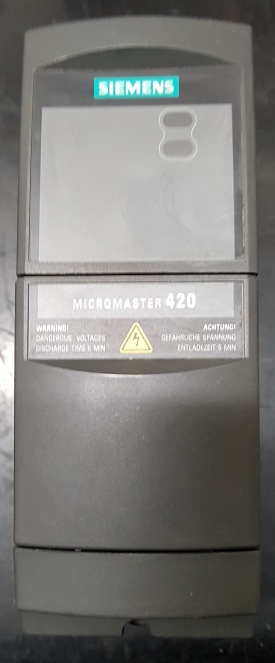 SIEMENS
MICROMASTER 420
WARNING!
DANGEROUS VOLTAGES
DISCHARGE TIME 5 MIN
ACHTUNG!
GEFÄHRLICHE SPANNUNG
ENTLADEZEIT 5 MIN